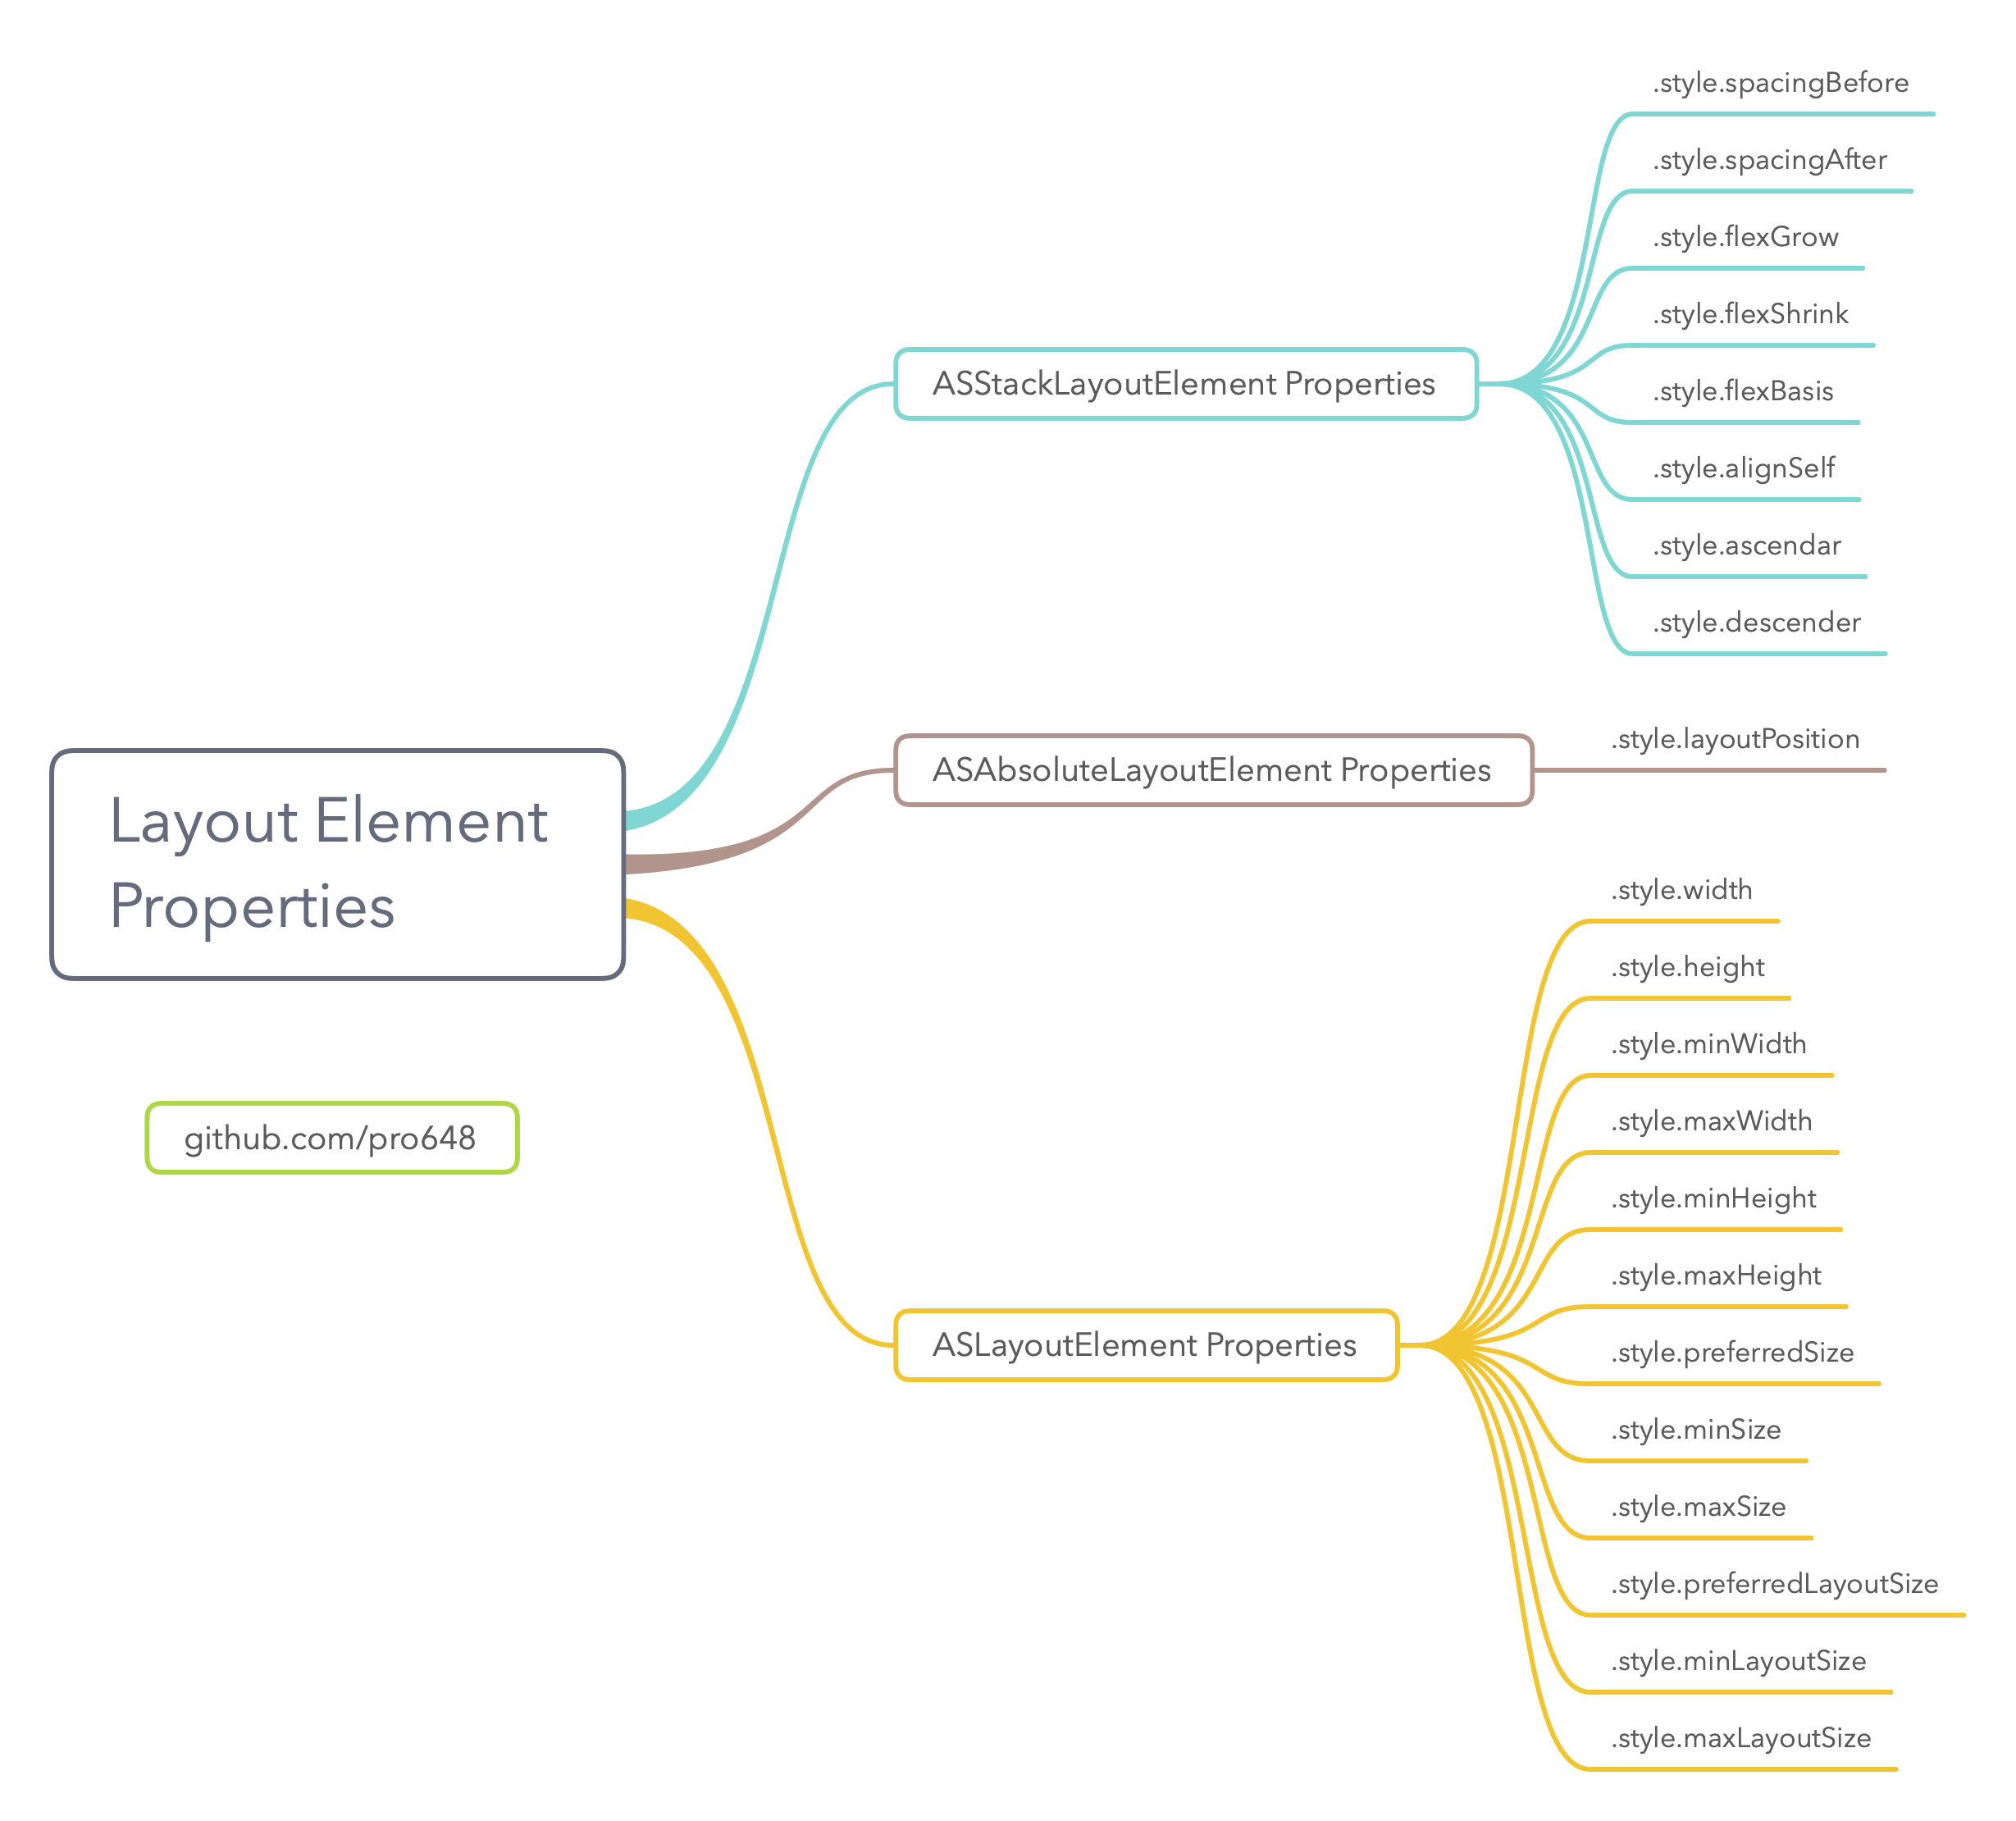 Layout Element
Properties
github.com/pro648
ASStackLayoutElement Properties
.style.spacingBefore
.style.spacingAfter
.style.flexGrow
.style.flexShrink
.style.flexBasis
.style.alignSelf
.style.ascendar
.style.descender
ASAbsoluteLayoutElement Properties
.style.layoutPosition
ASLayoutElement Properties
.style.width
.style.height
.style.minWidth
.style.maxWidth
.style.minHeight
.style.maxHeight
.style.preferredSize
.style.minSize
.style.maxSize
.style.preferredLayoutSize
.style.minLayoutSize
.style.maxLayoutSize